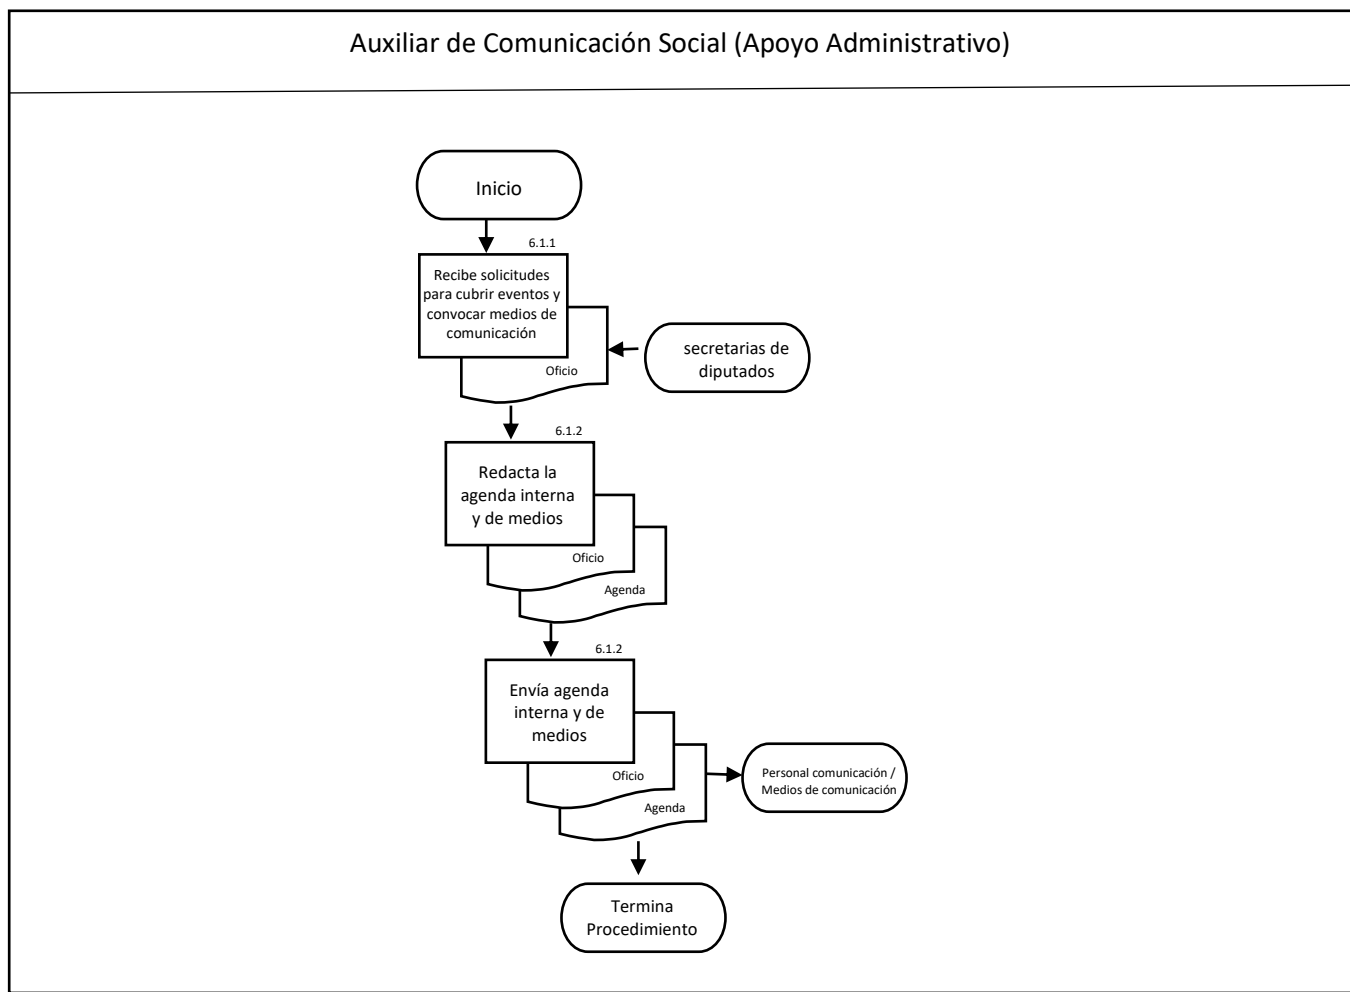 Auxiliar de Comunicación Social (Apoyo Administrativo)
Inicio
6.1.1
Recibe solicitudes
para cubrir eventos y
convocar medios de
comunicación
Oficio
secretarias de
diputados
6.1.2
Redacta la
agenda interna
y de medios
Oficio
Agenda
6.1.2
Envía agenda
interna y de
medios
Oficio
Agenda
Personal comunicación /
Medios de comunicación
Termina
Procedimiento